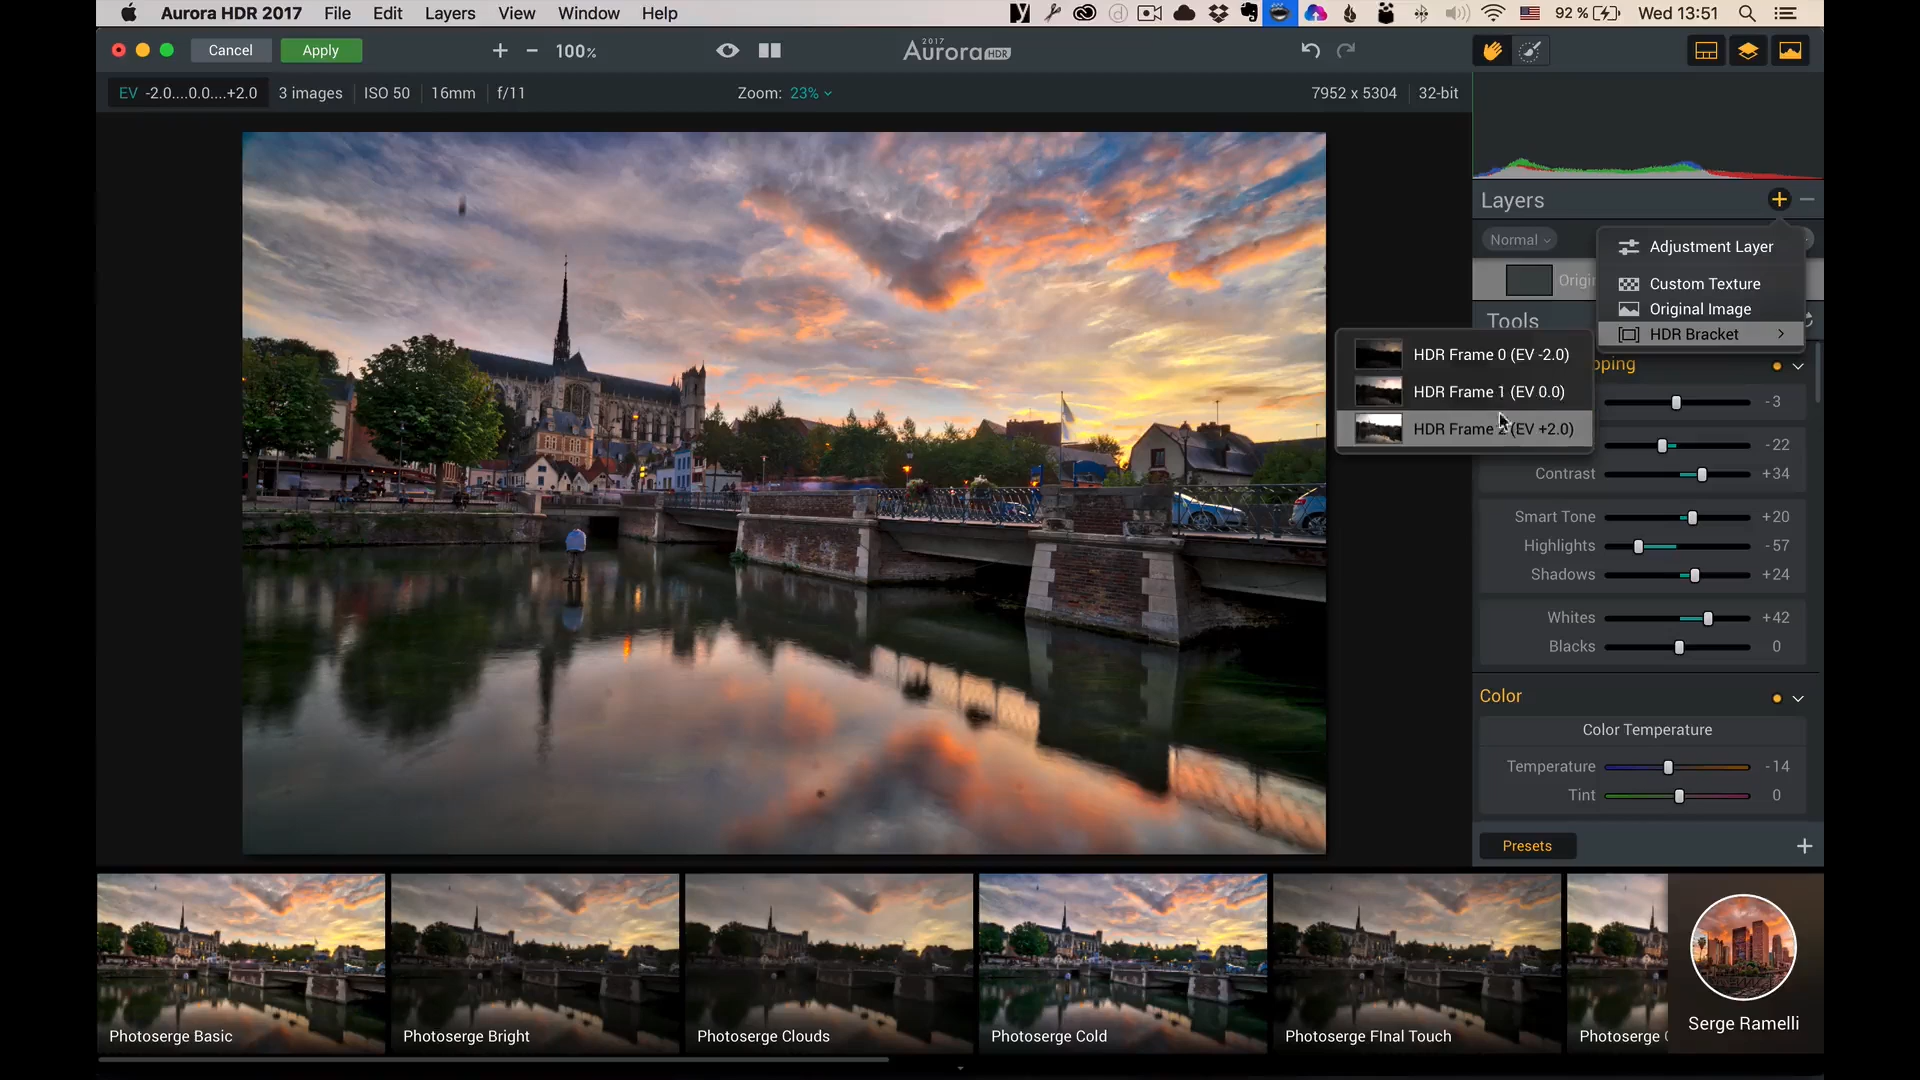 Aurora HDR 2017 File Edit Layers View Window Help 92 % Wed 13:51
Cancel Apply 100% 2017 Aurora HDR
EV -2.0....0.0....+2.0 3 images ISO 50 16mm f/11 Zoom: 23% 7952 x 5304 32-bit
Layers
Normal
Adjustment Layer
Custom Texture
Origi
Original Image
HDR Bracket
Tools
HDR Frame 0 (EV -2.0)
pping
HDR Frame 1 (EV 0.0)
-3
HDR Frame 2 (EV +2.0)
-22
Contrast +34
Smart Tone +20
Highlights -57
Shadows +24
Whites +42
Blacks 0
Color
Color Temperature
Temperature -14
Tint 0
Presets
Photoserge Basic Photoserge Bright Photoserge Clouds Photoserge Cold Photoserge FInal Touch Photoserge
Serge Ramelli